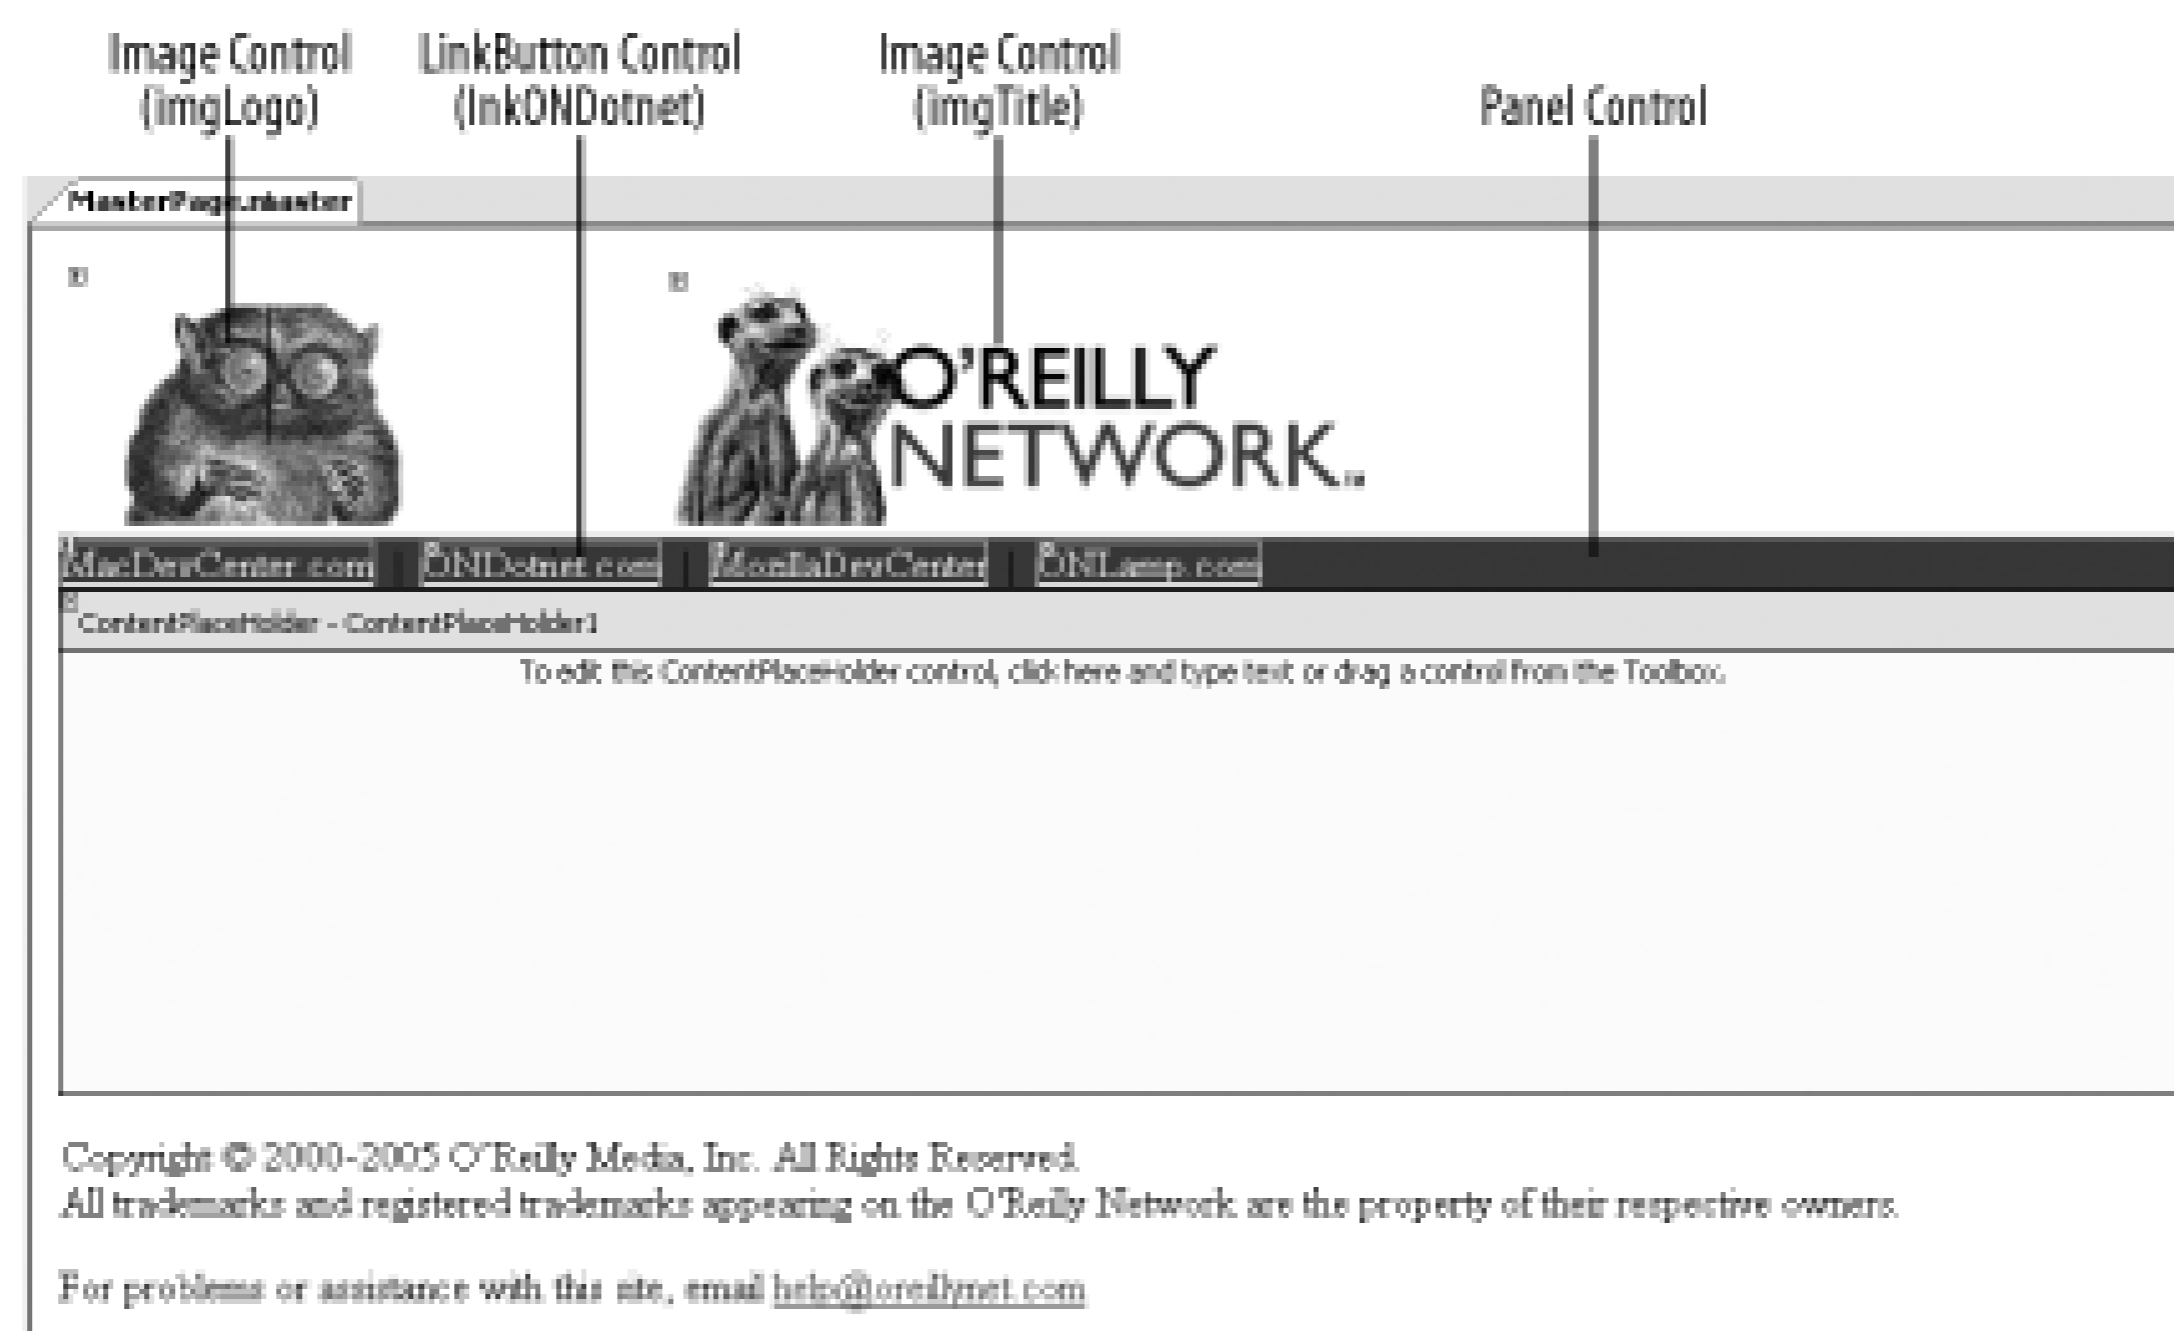 Image Control
(imgLogo)
LinkButton Control
(lnkONDotnet)
Image Control
(imgTitle)
Panel Control
MasterPage.master
O'REILLY
NETWORK™
MacDevCenter.com | ONDotnet.com | MozillaDevCenter | ONLamp.com
ContentPlaceHolder - ContentPlaceHolder1
To edit this ContentPlaceHolder control, click here and type text or drag a control from the Toolbox.
Copyright © 2000-2005 O'Reilly Media, Inc. All Rights Reserved.
All trademarks and registered trademarks appearing on the O'Reilly Network are the property of their respective owners.
For problems or assistance with this site, email help@oreillynet.com